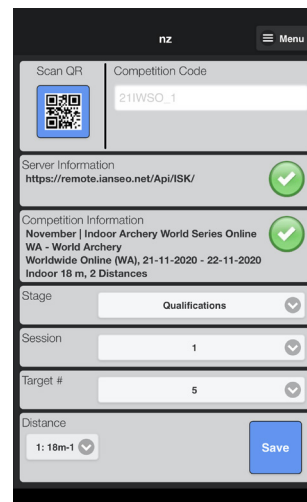 nz
Menu
Scan QR
Competition Code
21IWSO_1
Server Information
https://remote.ianseo.net/Api/ISK/
Competition Information
November | Indoor Archery World Series Online
WA - World Archery
Worldwide Online (WA), 21-11-2020 - 22-11-2020
Indoor 18 m, 2 Distances
Stage
Qualifications
Session
1
Target #
5
Distance
1: 18m-1
Save